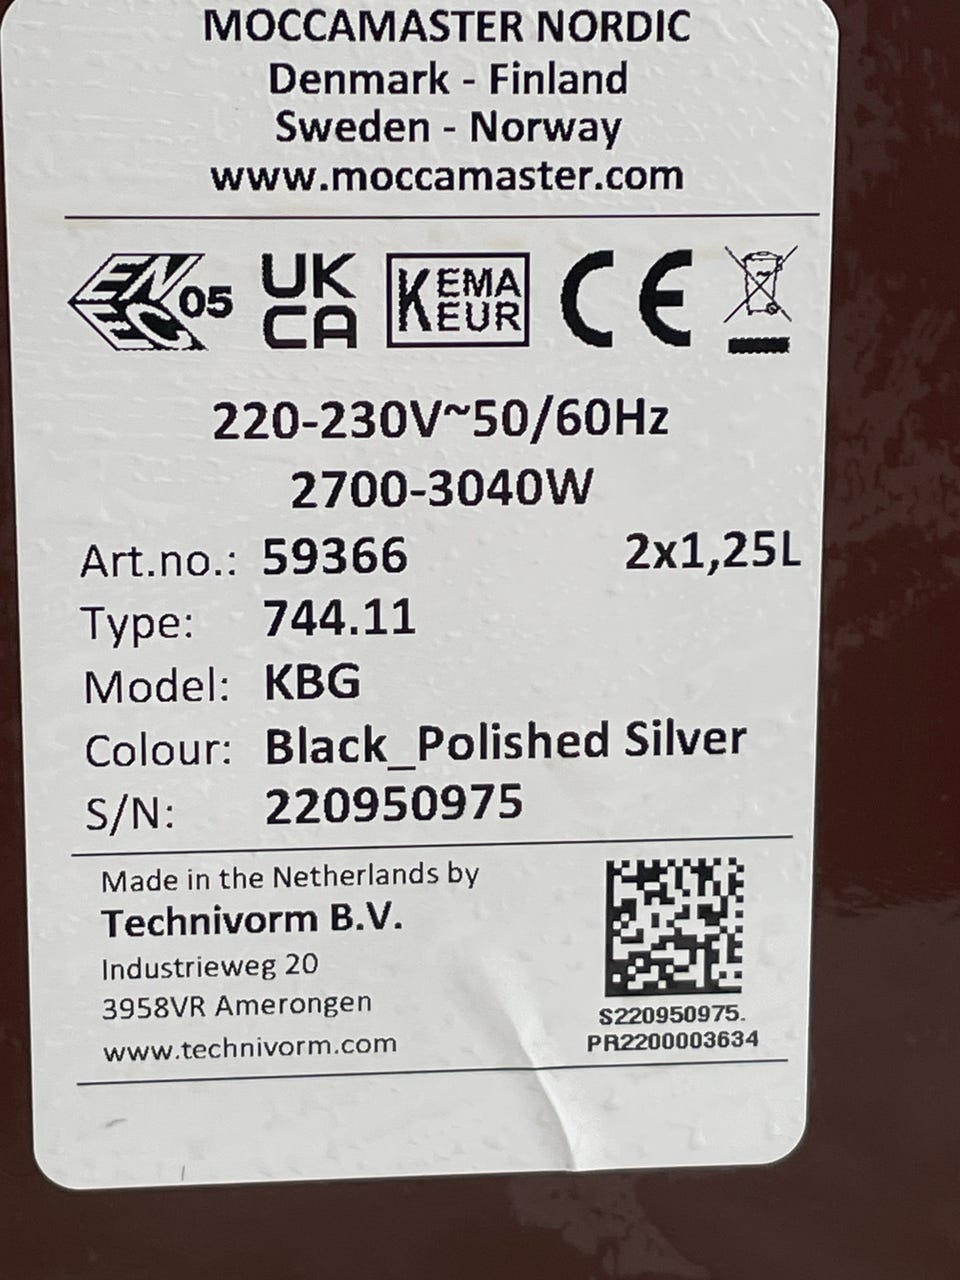 MOCCAMASTER NORDIC
Denmark - Finland
Sweden - Norway
www.moccamaster.com
ENEC 05 UK CA KEMA EUR CE
220-230V~50/60Hz
2700-3040W
Art.no.: 59366 2x1,25L
Type: 744.11
Model: KBG
Colour: Black_Polished Silver
S/N: 220950975
Made in the Netherlands by
Technivorm B.V.
Industrieweg 20
3958VR Amerongen
www.technivorm.com
S220950975.
PR2200003634